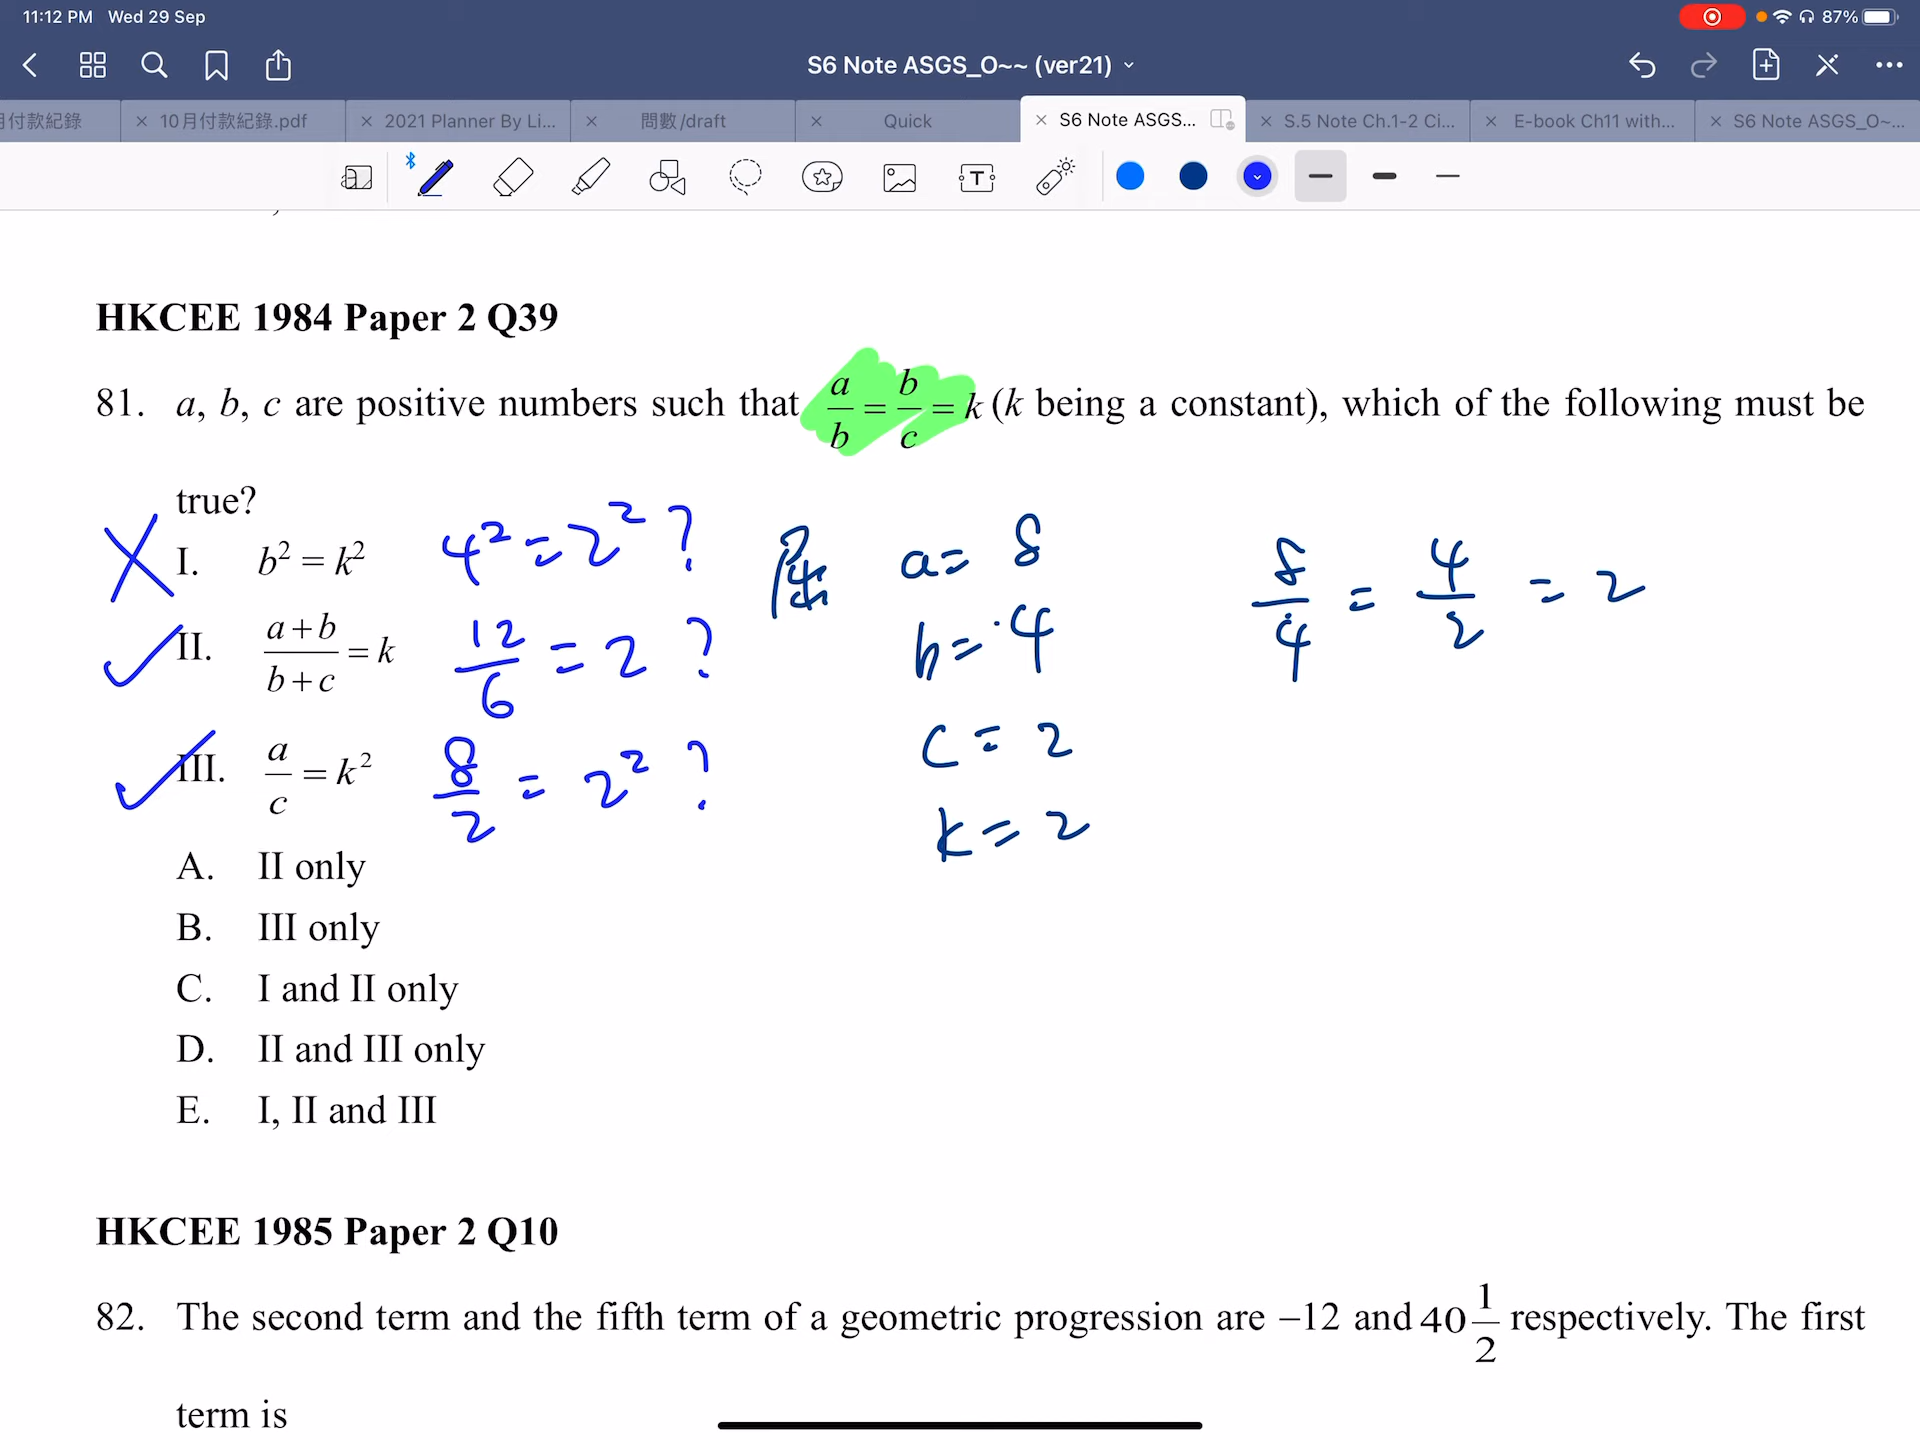 11:12 PM Wed 29 Sep
87%
S6 Note ASGS_O~~ (ver21)
付款紀錄
10月付款紀錄.pdf
2021 Planner By Li...
問數/draft
Quick
S6 Note ASGS...
S.5 Note Ch.1-2 Ci...
E-book Ch11 with...
S6 Note ASGS_O~...
HKCEE 1984 Paper 2 Q39
81. a, b, c are positive numbers such that a/b = b/c = k (k being a constant), which of the following must be
true?
I. b² = k² 4² = 2² ?
II. (a+b)/(b+c) = k 12/6 = 2 ?
III. a/c = k² 8/2 = 2² ?
a = 8
b = 4
c = 2
k = 2
8/4 = 4/2 = 2
A. II only
B. III only
C. I and II only
D. II and III only
E. I, II and III
HKCEE 1985 Paper 2 Q10
82. The second term and the fifth term of a geometric progression are −12 and 40 1/2 respectively. The first
term is